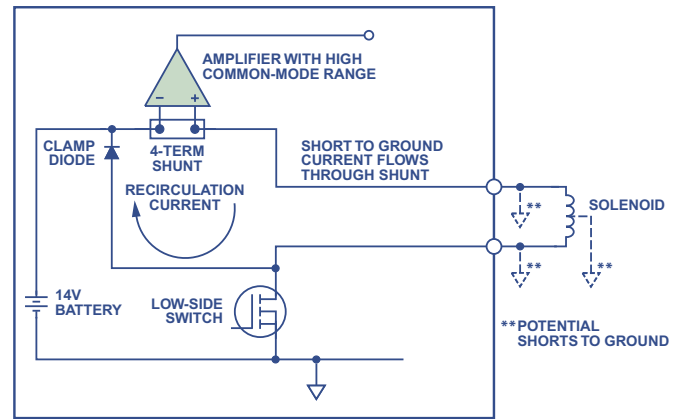 AMPLIFIER WITH HIGH
COMMON-MODE RANGE
–
+
CLAMP
DIODE
4-TERM
SHUNT
SHORT TO GROUND
CURRENT FLOWS
THROUGH SHUNT
RECIRCULATION
CURRENT
**
SOLENOID
**
**
14V
BATTERY
LOW-SIDE
SWITCH
**POTENTIAL
SHORTS TO GROUND